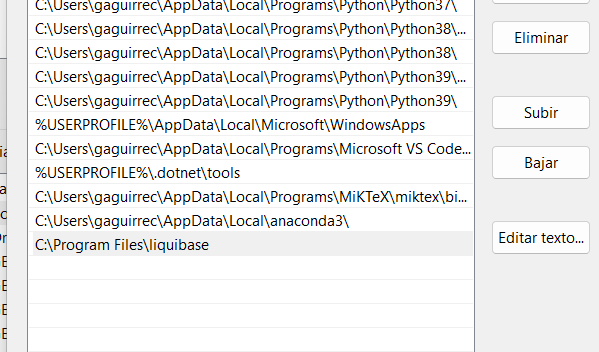 C:\Users\gaguirrec\AppData\Local\Programs\Python\Python37\
C:\Users\gaguirrec\AppData\Local\Programs\Python\Python38\...
Eliminar
C:\Users\gaguirrec\AppData\Local\Programs\Python\Python38\
C:\Users\gaguirrec\AppData\Local\Programs\Python\Python39\...
C:\Users\gaguirrec\AppData\Local\Programs\Python\Python39\
Subir
%USERPROFILE%\AppData\Local\Microsoft\WindowsApps
C:\Users\gaguirrec\AppData\Local\Programs\Microsoft VS Code...
Bajar
%USERPROFILE%\.dotnet\tools
C:\Users\gaguirrec\AppData\Local\Programs\MiKTeX\miktex\bi...
C:\Users\gaguirrec\AppData\Local\anaconda3\
Editar texto...
C:\Program Files\liquibase